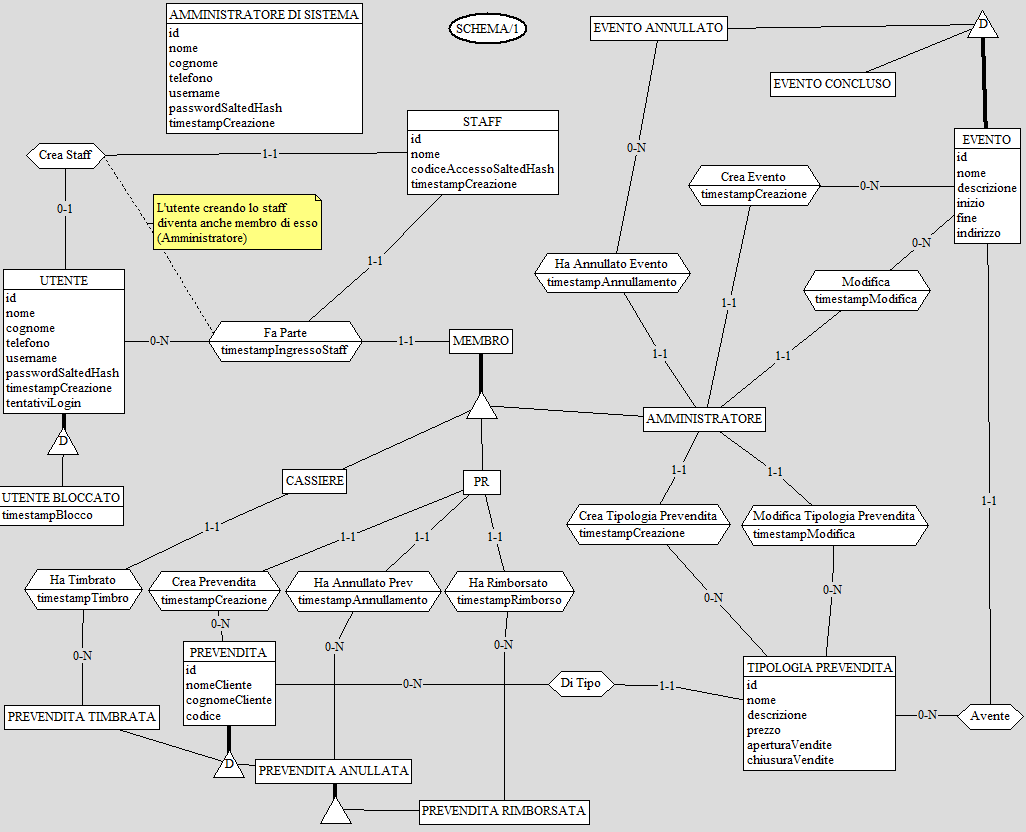 AMMINISTRATORE DI SISTEMA
id
nome
cognome
telefono
username
passwordSaltedHash
timestampCreazione
SCHEMA/1
EVENTO ANNULLATO
D
EVENTO CONCLUSO
STAFF
id
nome
codiceAccessoSaltedHash
timestampCreazione
EVENTO
id
nome
descrizione
inizio
fine
indirizzo
Crea Staff
1-1
0-1
0-N
Crea Evento
timestampCreazione
0-N
L'utente creando lo staff
diventa anche membro di esso
(Amministratore)
0-N
1-1
Ha Annullato Evento
timestampAnnullamento
Modifica
timestampModifica
UTENTE
id
nome
cognome
telefono
username
passwordSaltedHash
timestampCreazione
tentativiLogin
1-1
0-N
Fa Parte
timestampIngressoStaff
1-1
MEMBRO
1-1
1-1
AMMINISTRATORE
D
UTENTE BLOCCATO
timestampBlocco
CASSIERE
PR
1-1
1-1
1-1
1-1
1-1
1-1
1-1
Crea Tipologia Prevendita
timestampCreazione
Modifica Tipologia Prevendita
timestampModifica
Ha Timbrato
timestampTimbro
Crea Prevendita
timestampCreazione
Ha Annullato Prev
timestampAnnullamento
Ha Rimborsato
timestampRimborso
0-N
0-N
0-N
0-N
0-N
0-N
PREVENDITA
id
nomeCliente
cognomeCliente
codice
0-N
Di Tipo
1-1
TIPOLOGIA PREVENDITA
id
nome
descrizione
prezzo
aperturaVendite
chiusuraVendite
0-N
Avente
PREVENDITA TIMBRATA
D
PREVENDITA ANULLATA
PREVENDITA RIMBORSATA